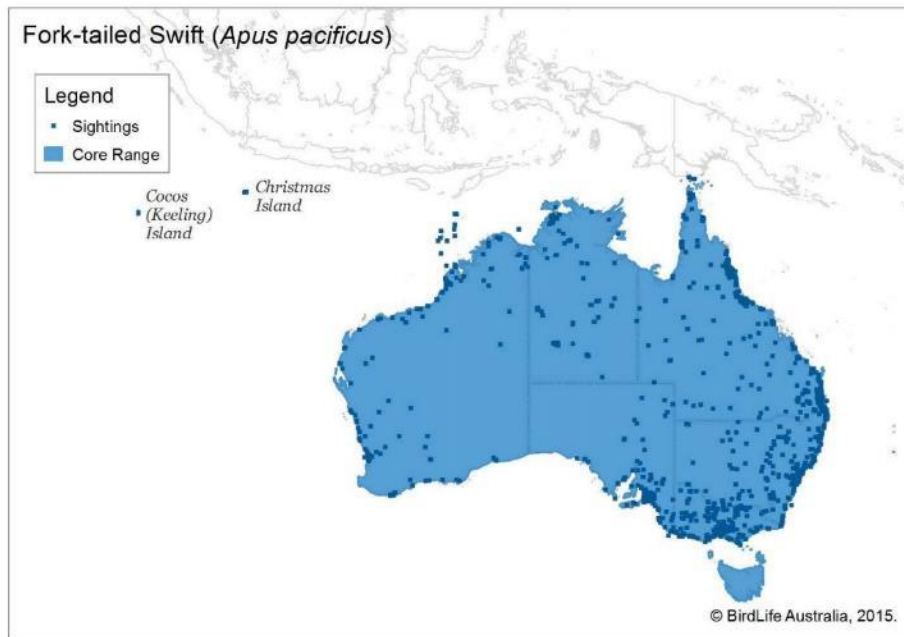 Fork-tailed Swift (Apus pacificus)
Legend
Sightings
Core Range
Christmas
Island
Cocos
(Keeling)
Island
© BirdLife Australia, 2015.